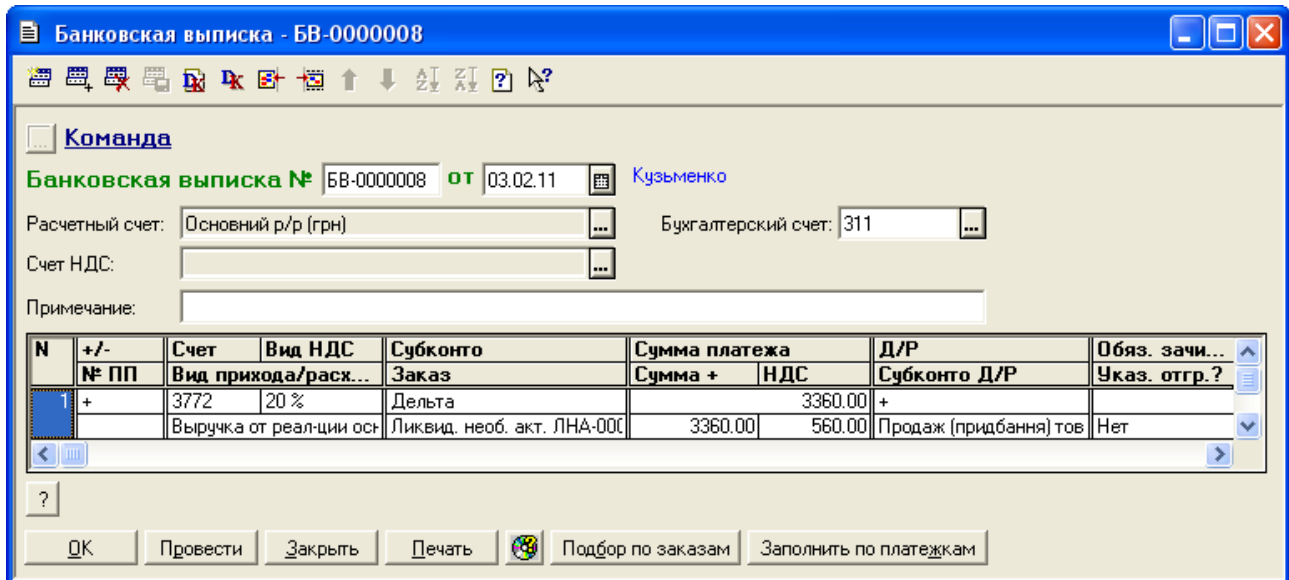 Банковская выписка - БВ-0000008
Команда
Банковская выписка № БВ-0000008 от 03.02.11 Кузьменко
Расчетный счет: Основний р/р (грн) ... Бухгалтерский счет: 311 ...
Счет НДС: ...
Примечание:
N +/- Счет Вид НДС Субконто Сумма платежа Д/Р Обяз. зачи...
№ ПП Вид прихода/расх... Заказ Сумма + НДС Субконто Д/Р Указ. отгр.?
1 + 3772 20 % Дельта 3360.00 +
Выручка от реал-ции осн Ликвид. необ. акт. ЛНА-000 3360.00 560.00 Продаж (придбання) тов Нет
?
OK Провести Закрыть Печать Подбор по заказам Заполнить по платежкам